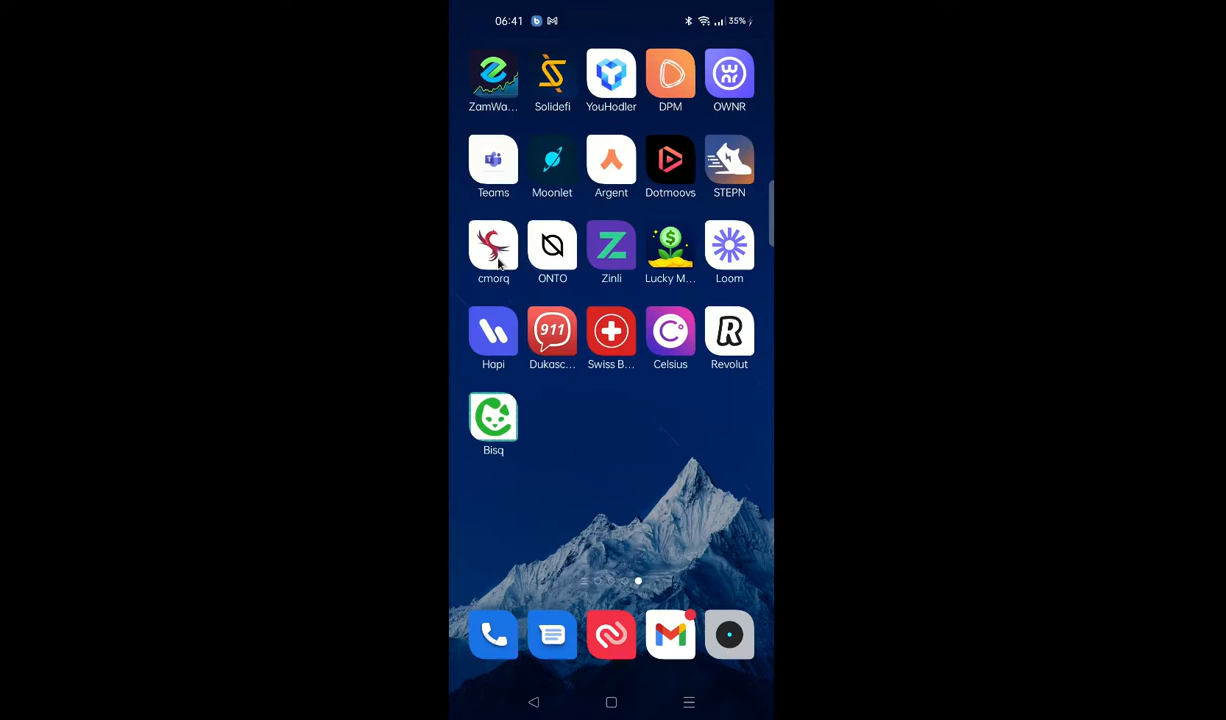 06:41
35%
ZamWa... Solidefi YouHodler DPM OWNR
Teams Moonlet Argent Dotmoovs STEPN
cmorq ONTO Zinli Lucky M... Loom
911
Hapi Dukasc... Swiss B... Celsius Revolut
Bisq